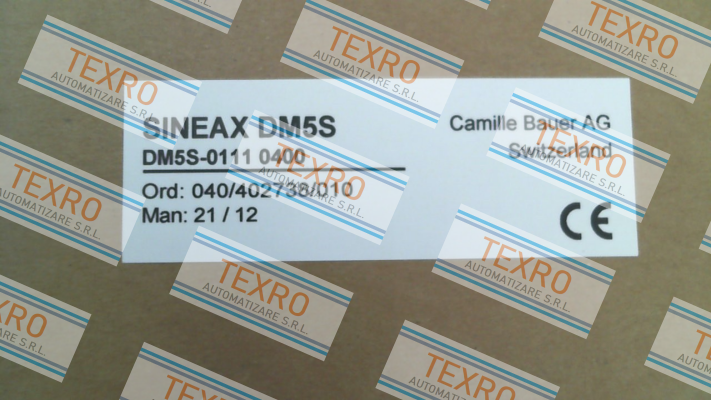 SINEAX DM5S
DM5S-0111 0400
Ord: 040/402738/010
Man: 21 / 12
Camille Bauer AG
Switzerland
CE
TEXRO
AUTOMATIZARE S.R.L.